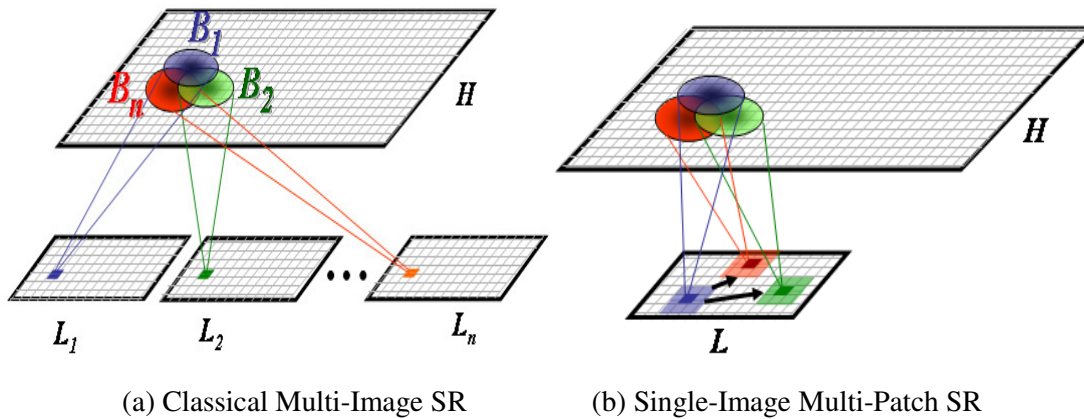 B1
Bn B2
H
L1 L2 ... Ln
(a) Classical Multi-Image SR
H
L
(b) Single-Image Multi-Patch SR